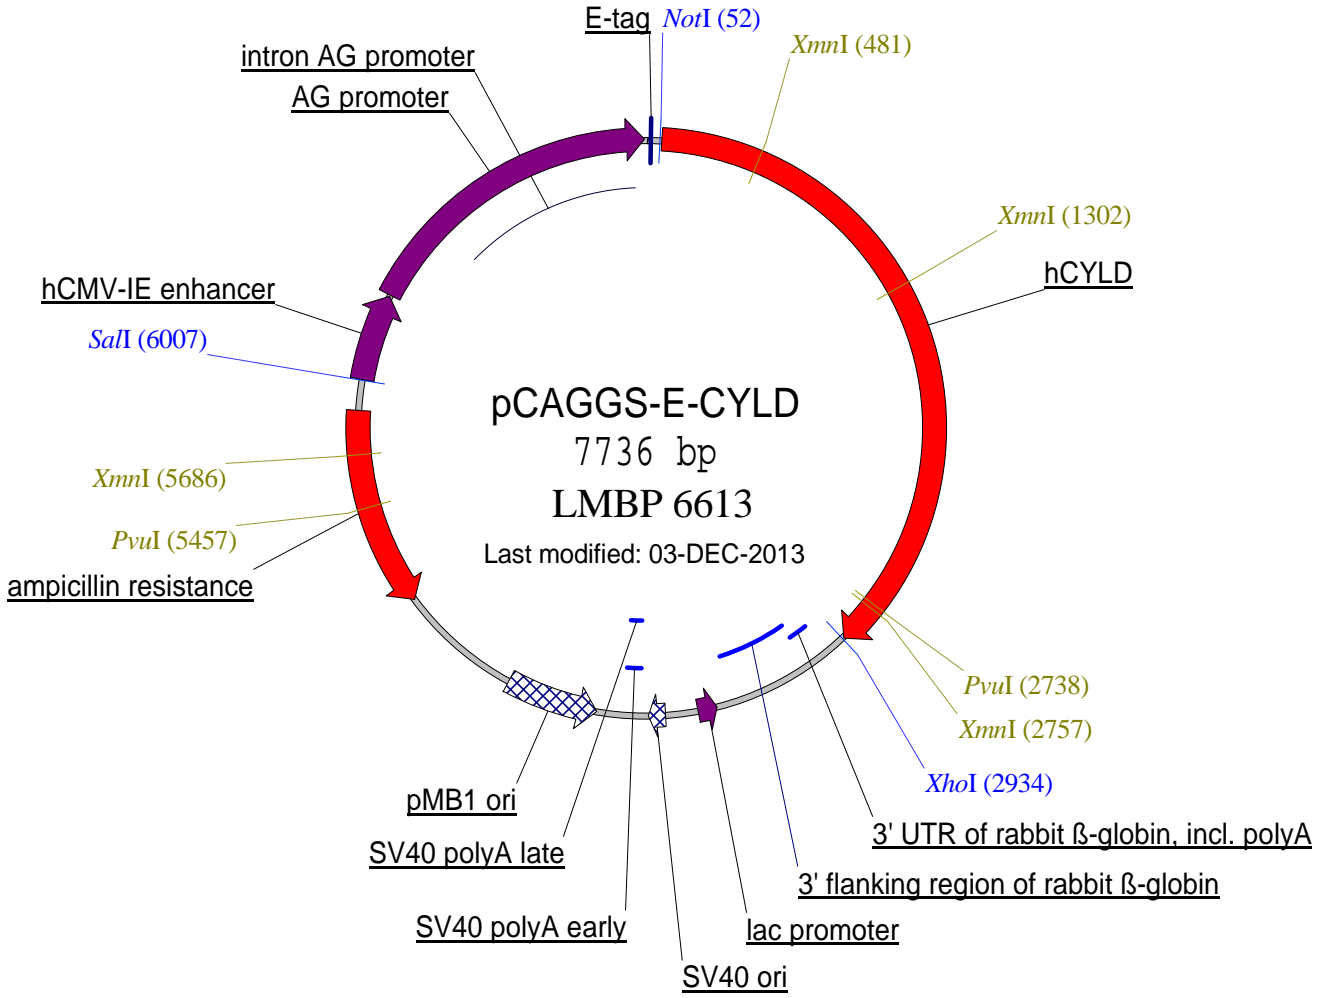 E-tag
NotI (52)
XmnI (481)
intron AG promoter
AG promoter
XmnI (1302)
hCYLD
hCMV-IE enhancer
SalI (6007)
pCAGGS-E-CYLD
7736 bp
LMBP 6613
Last modified: 03-DEC-2013
XmnI (5686)
PvuI (5457)
ampicillin resistance
PvuI (2738)
XmnI (2757)
XhoI (2934)
pMB1 ori
3' UTR of rabbit ß-globin, incl. polyA
SV40 polyA late
3' flanking region of rabbit ß-globin
SV40 polyA early
lac promoter
SV40 ori